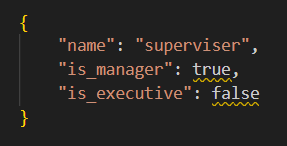 {
"name": "superviser",
"is_manager": true,
"is_executive": false
}